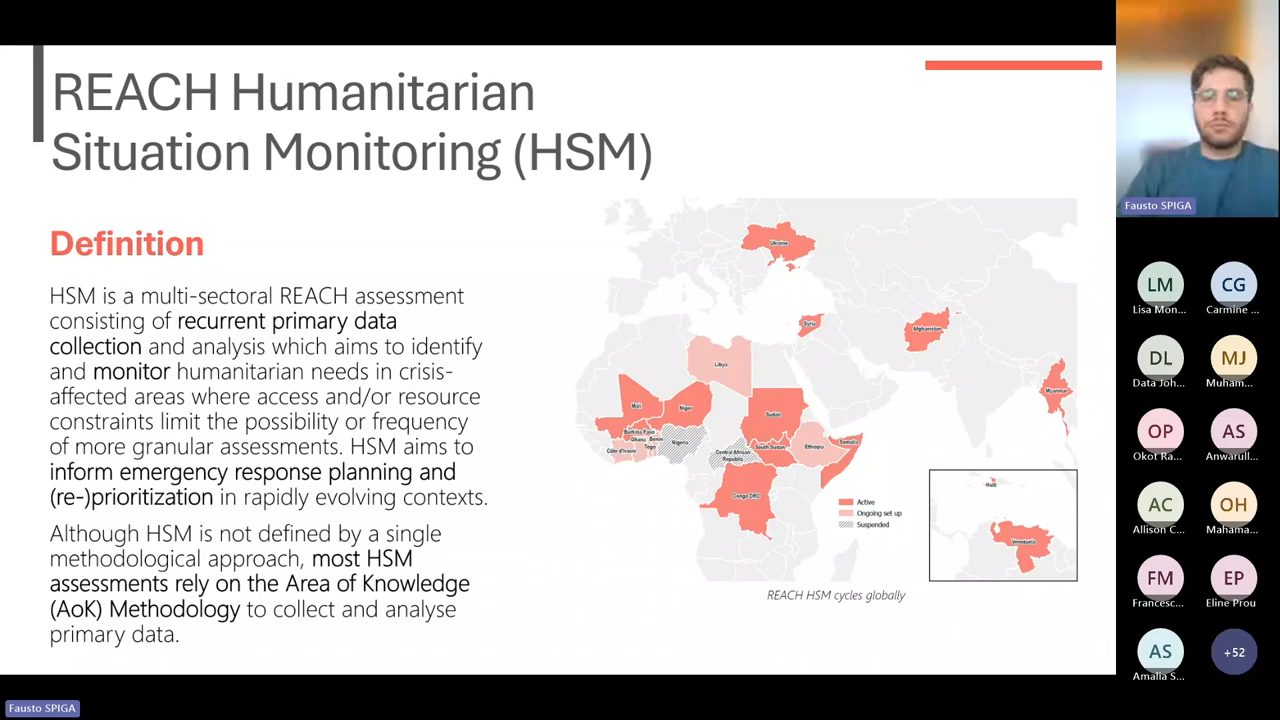 REACH Humanitarian
Situation Monitoring (HSM)
Definition
HSM is a multi-sectoral REACH assessment
consisting of recurrent primary data
collection and analysis which aims to identify
and monitor humanitarian needs in crisis-
affected areas where access and/or resource
constraints limit the possibility or frequency
of more granular assessments. HSM aims to
inform emergency response planning and
(re-)prioritization in rapidly evolving contexts.
Although HSM is not defined by a single
methodological approach, most HSM
assessments rely on the Area of Knowledge
(AoK) Methodology to collect and analyse
primary data.
Ukraine
Syria
Afghanistan
Libya
Myanmar
Mali
Niger
Sudan
Burkina Faso
Ghana
Benin
Togo
Côte d'Ivoire
Nigeria
Central African
Republic
South Sudan
Ethiopia
Somalia
Congo DRC
Active
Ongoing set up
Suspended
Haiti
Venezuela
REACH HSM cycles globally
Fausto SPIGA
LM
CG
Lisa Mon...
Carmine ...
DL
MJ
Data Joh...
Muham...
OP
AS
Okot Ra...
Anwarull...
AC
OH
Allison C...
Mahama...
FM
EP
Francesc...
Eline Prou
AS
+52
Amalia S...
Fausto SPIGA